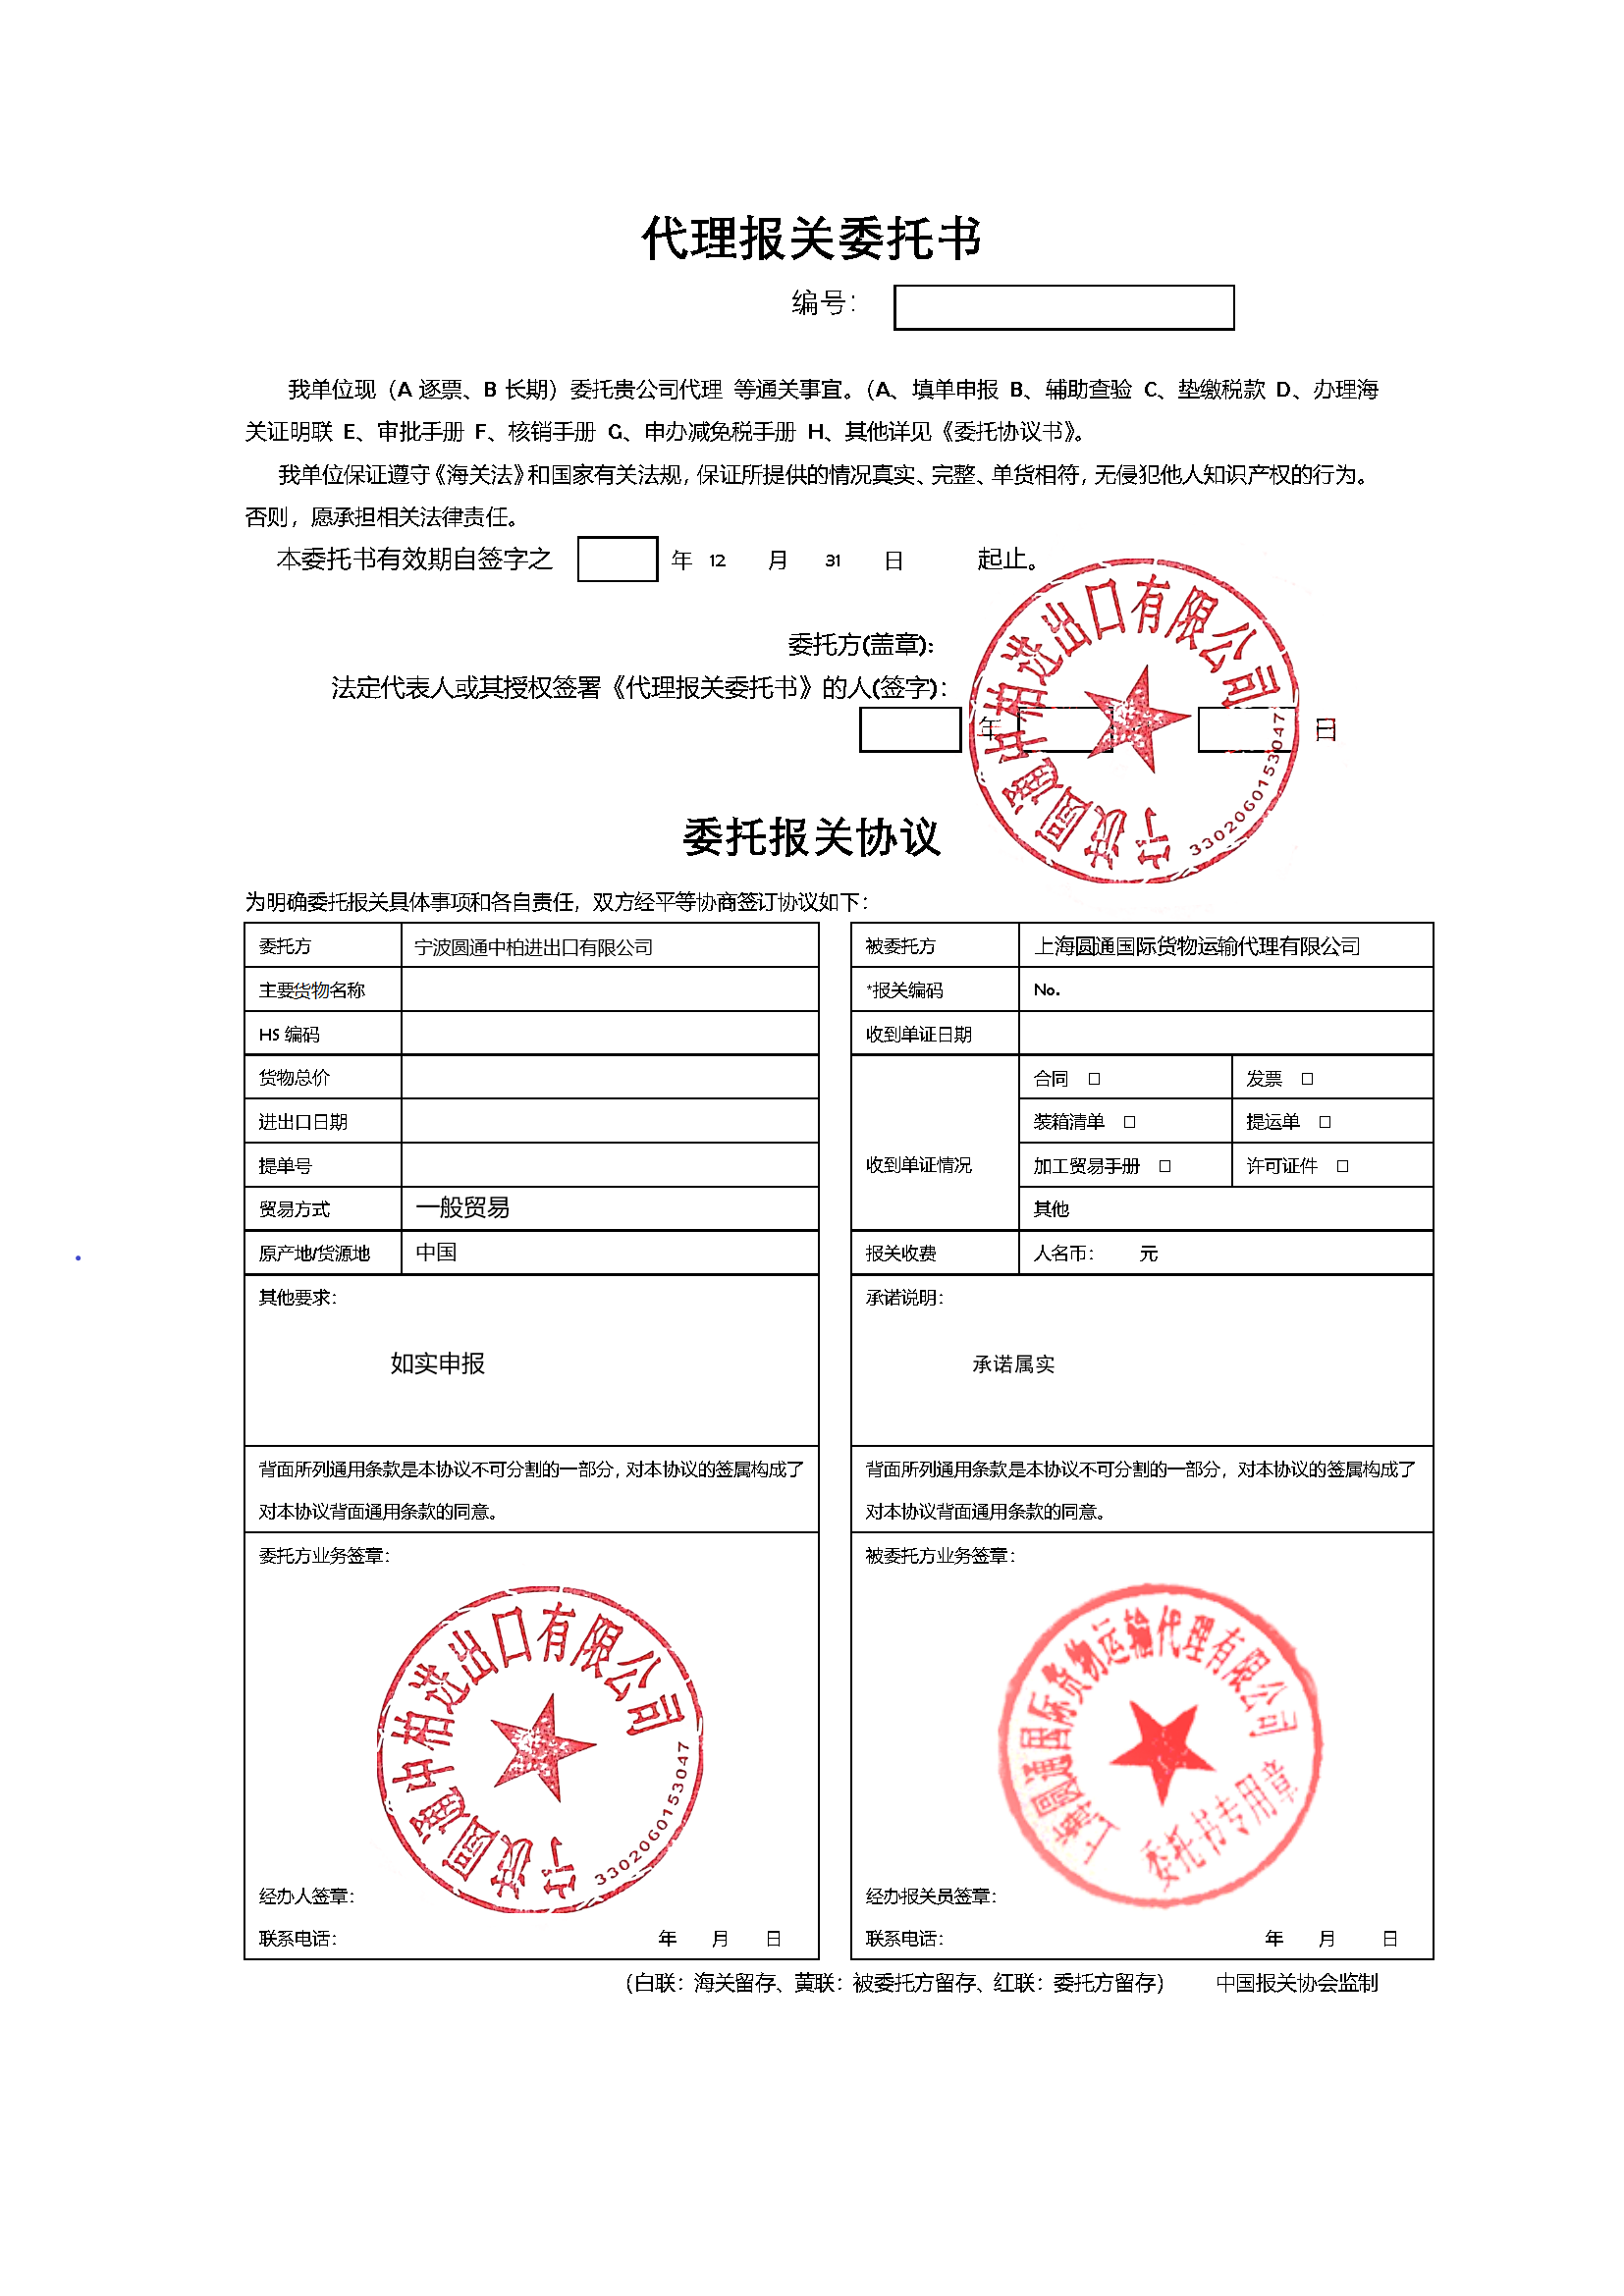 代理报关委托书
编号：
我单位现（A 逐票、B 长期）委托贵公司代理 等通关事宜。（A、填单申报 B、辅助查验 C、垫缴税款 D、办理海
关证明联 E、审批手册 F、核销手册 G、申办减免税手册 H、其他详见《委托协议书》。
我单位保证遵守《海关法》和国家有关法规，保证所提供的情况真实、完整、单货相符，无侵犯他人知识产权的行为。
否则，愿承担相关法律责任。
本委托书有效期自签字之 年 12 月 31 日 起止。
委托方(盖章)：
法定代表人或其授权签署《代理报关委托书》的人(签字)：
年 日
宁波圆通中柏进出口有限公司
3302060153047
委托报关协议
为明确委托报关具体事项和各自责任，双方经平等协商签订协议如下：
委托方 宁波圆通中柏进出口有限公司 被委托方 上海圆通国际货物运输代理有限公司
主要货物名称 *报关编码 No.
HS 编码 收到单证日期
货物总价 合同 □ 发票 □
进出口日期 装箱清单 □ 提运单 □
提单号 收到单证情况 加工贸易手册 □ 许可证件 □
贸易方式 一般贸易 其他
原产地/货源地 中国 报关收费 人名币： 元
其他要求： 承诺说明：
如实申报 承诺属实
背面所列通用条款是本协议不可分割的一部分，对本协议的签属构成了
对本协议背面通用条款的同意。
背面所列通用条款是本协议不可分割的一部分，对本协议的签属构成了
对本协议背面通用条款的同意。
委托方业务签章：
宁波圆通中柏进出口有限公司
3302060153047
经办人签章：
联系电话： 年 月 日
被委托方业务签章：
上海圆通国际货物运输代理有限公司
委托书专用章
经办报关员签章：
联系电话： 年 月 日
（白联：海关留存、黄联：被委托方留存、红联：委托方留存） 中国报关协会监制